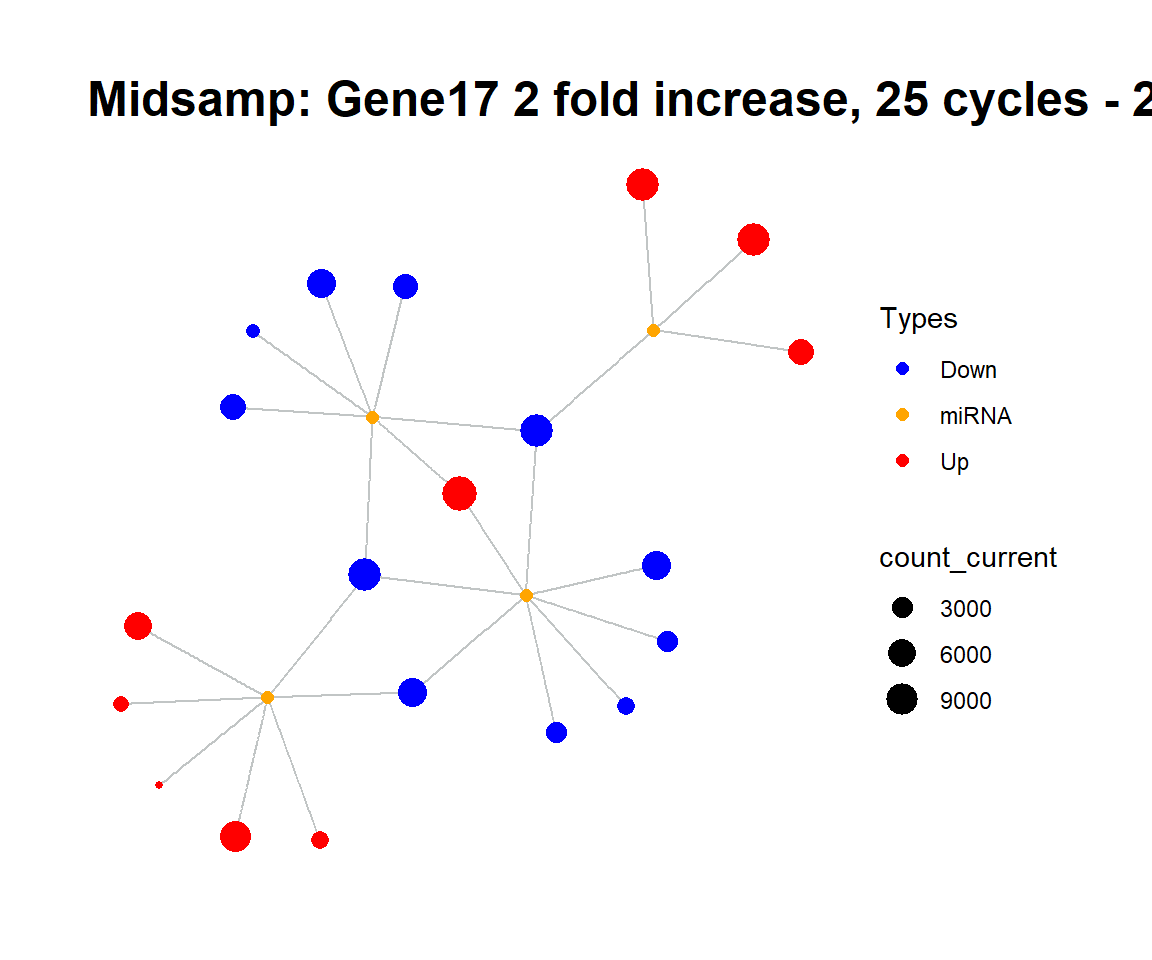 Midsamp: Gene17 2 fold increase, 25 cycles - 2
Types
Down
miRNA
Up
count_current
3000
6000
9000